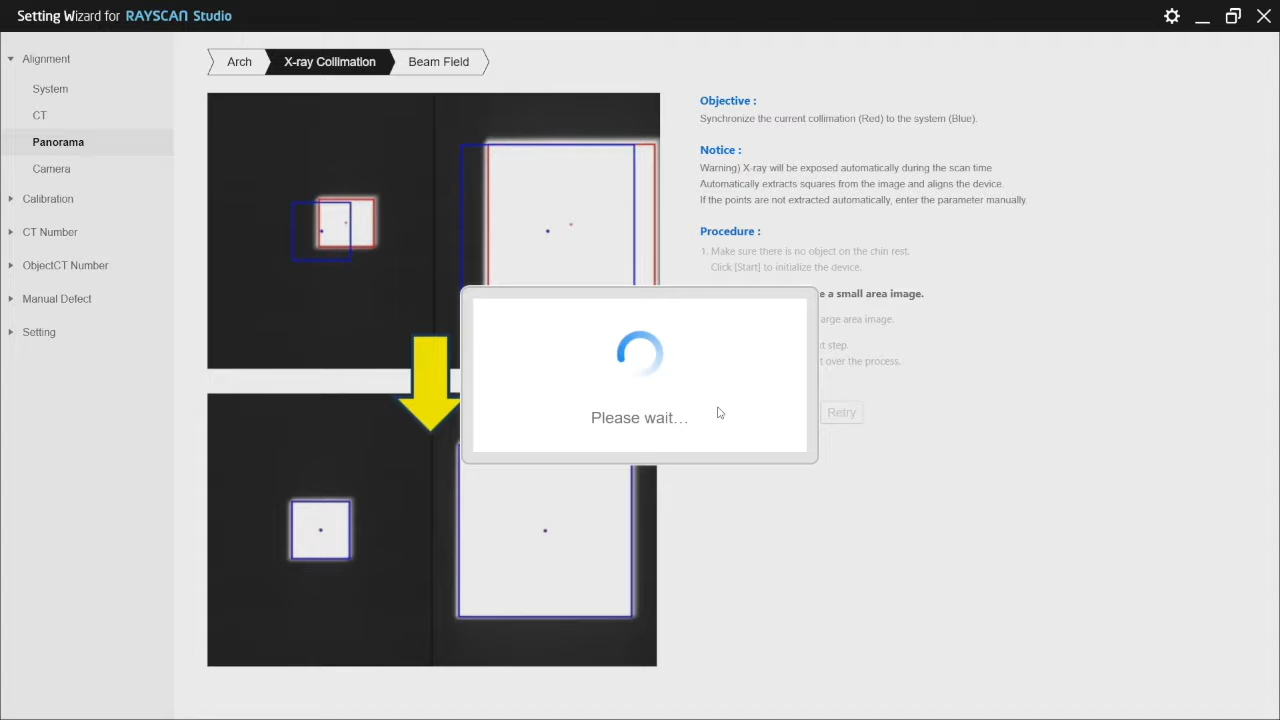 Setting Wizard for RAYSCAN Studio
Alignment
System
CT
Panorama
Camera
Calibration
CT Number
ObjectCT Number
Manual Defect
Setting
Arch
X-ray Collimation
Beam Field
Objective :
Synchronize the current collimation (Red) to the system (Blue).
Notice :
Warning) X-ray will be exposed automatically during the scan time
Automatically extracts squares from the image and aligns the device.
If the points are not extracted automatically, enter the parameter manually.
Procedure :
1. Make sure there is no object on the chin rest.
Click [Start] to initialize the device.
e a small area image.
arge area image.
t step.
t over the process.
Retry
Please wait...